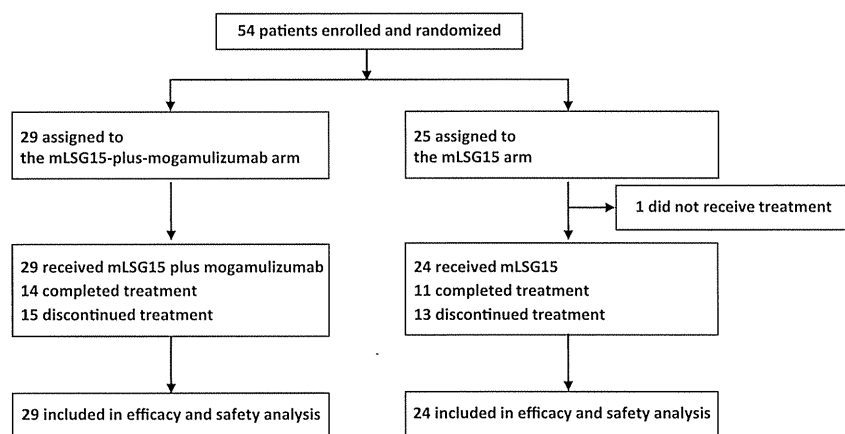 54 patients enrolled and randomized
29 assigned to
the mLSG15-plus-mogamulizumab arm
25 assigned to
the mLSG15 arm
1 did not receive treatment
29 received mLSG15 plus mogamulizumab
14 completed treatment
15 discontinued treatment
24 received mLSG15
11 completed treatment
13 discontinued treatment
29 included in efficacy and safety analysis
24 included in efficacy and safety analysis